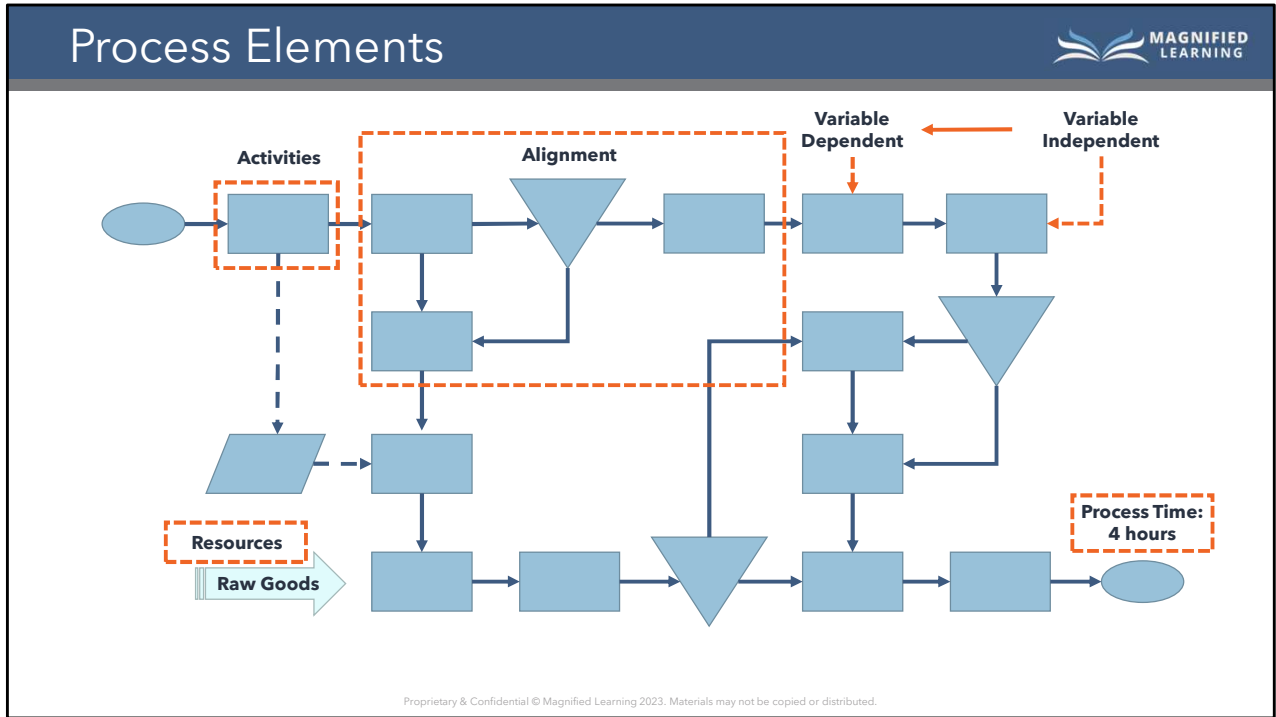 Process Elements
MAGNIFIED
LEARNING
Activities
Alignment
Variable
Dependent
Variable
Independent
Resources
Raw Goods
Process Time:
4 hours
Proprietary & Confidential © Magnified Learning 2023. Materials may not be copied or distributed.